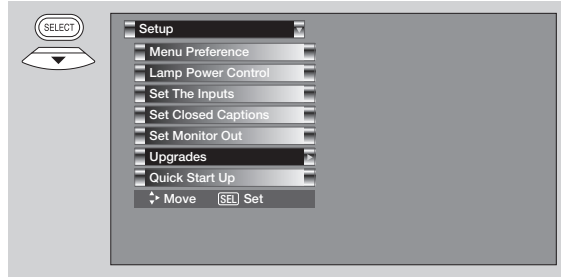 SELECT
Setup
Menu Preference
Lamp Power Control
Set The Inputs
Set Closed Captions
Set Monitor Out
Upgrades
Quick Start Up
Move SEL Set